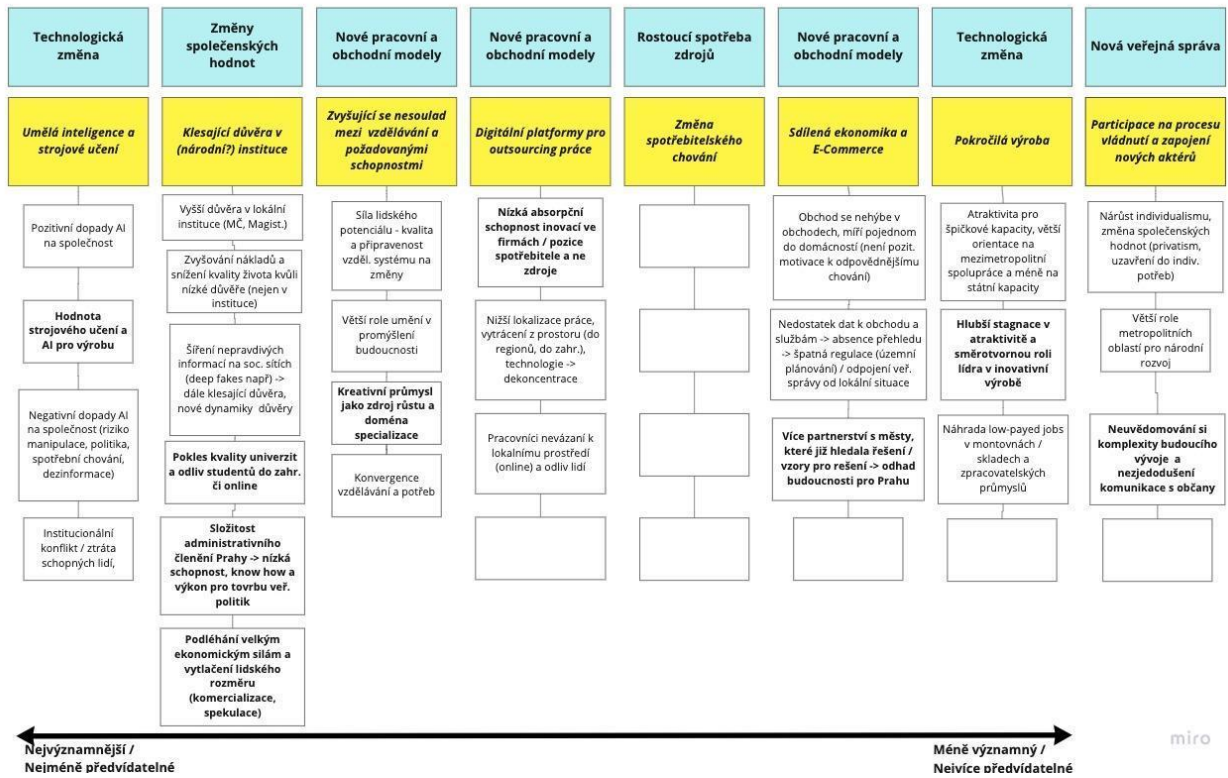 Technologická
změna
Změny
společenských
hodnot
Nové pracovní a
obchodní modely
Nové pracovní a
obchodní modely
Rostoucí spotřeba
zdrojů
Nové pracovní a
obchodní modely
Technologická
změna
Nová veřejná správa
Umělá inteligence a
strojové učení
Klesající důvěra v
(národní?) instituce
Zvyšující se nesoulad
mezi vzdělávání a
požadovanými
schopnostmi
Digitální platformy pro
outsourcing práce
Změna
spotřebitelského
chování
Sdílená ekonomika a
E-Commerce
Pokročilá výroba
Participace na procesu
vládnutí a zapojení
nových aktérů
Pozitivní dopady AI
na společnost
Hodnota
strojového učení a
AI pro výrobu
Negativní dopady AI
na společnost (riziko
manipulace, politika,
spotřební chování,
dezinformace)
Institucionální
konflikt / ztráta
schopných lidí,
Vyšší důvěra v lokální
instituce (MČ, Magist.)
Zvyšování nákladů a
snížení kvality života kvůli
nízké důvěře (nejen v
instituce)
Šíření nepravdivých
informací na soc. sítích
(deep fakes např) ->
dále klesající důvěra,
nové dynamiky důvěry
Pokles kvality univerzit
a odliv studentů do zahr.
či online
Složitost
administrativního
členění Prahy -> nízká
schopnost, know how a
výkon pro tovrbu veř.
politik
Podléhání velkým
ekonomickým silám a
vytlačení lidského
rozměru
(komercializace,
spekulace)
Síla lidského
potenciálu - kvalita
a připravenost
vzděl. systému na
změny
Větší role umění v
promýšlení
budoucnosti
Kreativní průmysl
jako zdroj růstu a
doména
specializace
Konvergence
vzdělávání a potřeb
Nízká absorpční
schopnost inovací ve
firmách / pozice
spotřebitele a ne
zdroje
Nižší lokalizace práce,
vytrácení z prostoru (do
regionů, do zahr.),
technologie ->
dekoncentrace
Pracovníci nevázaní k
lokálnímu prostředí
(online) a odliv lidí
Obchod se nehýbe v
obchodech, míří pojednom
do domácností (není pozit.
motivace k odpovědnějšímu
chování)
Nedostatek dat k obchodu a
službám -> absence přehledu
-> špatná regulace (územní
plánování) / odpojení veř.
správy od lokální situace
Více partnerství s městy,
které již hledala řešení /
vzory pro řešení -> odhad
budoucnosti pro Prahu
Atraktivita pro
špičkové kapacity, větší
orientace na
mezimetropolitní
spolupráce a méně na
státní kapacity
Hlubší stagnace v
atraktivitě a
směrotvornou roli
lídra v inovativní
výrobě
Náhrada low-payed jobs
v montovnách /
skladech a
zpracovatelských
průmyslů
Nárůst individualismu,
změna společenských
hodnot (privatism,
uzavření do indiv.
potřeb)
Větší role
metropolitních
oblastí pro národní
rozvoj
Neuvědomování si
komplexity budoucího
vývoje a
nezjedodušení
komunikace s občany
Nejvýznamnější /
Nejméně předvídatelné
Méně významný /
Nejvíce předvídatelné
miro